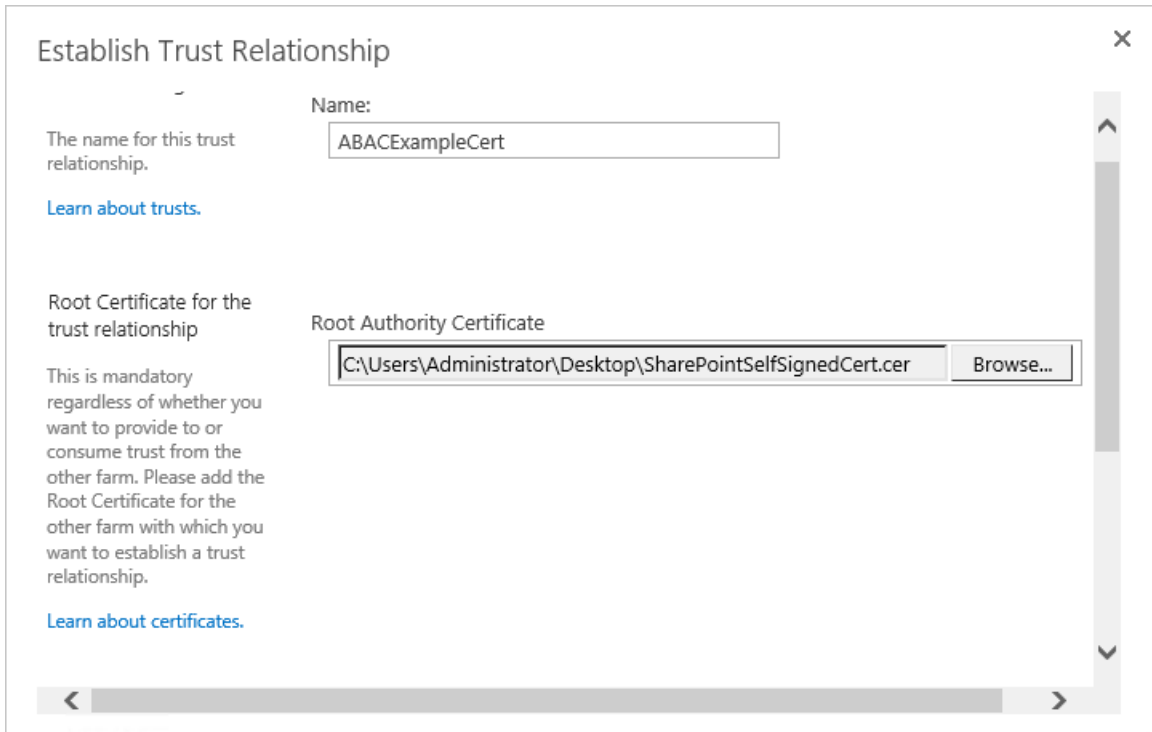 Establish Trust Relationship
Name:
The name for this trust
relationship.
ABACExampleCert
Learn about trusts.
Root Certificate for the
trust relationship
Root Authority Certificate
C:\Users\Administrator\Desktop\SharePointSelfSignedCert.cer
Browse...
This is mandatory
regardless of whether you
want to provide to or
consume trust from the
other farm. Please add the
Root Certificate for the
other farm with which you
want to establish a trust
relationship.
Learn about certificates.